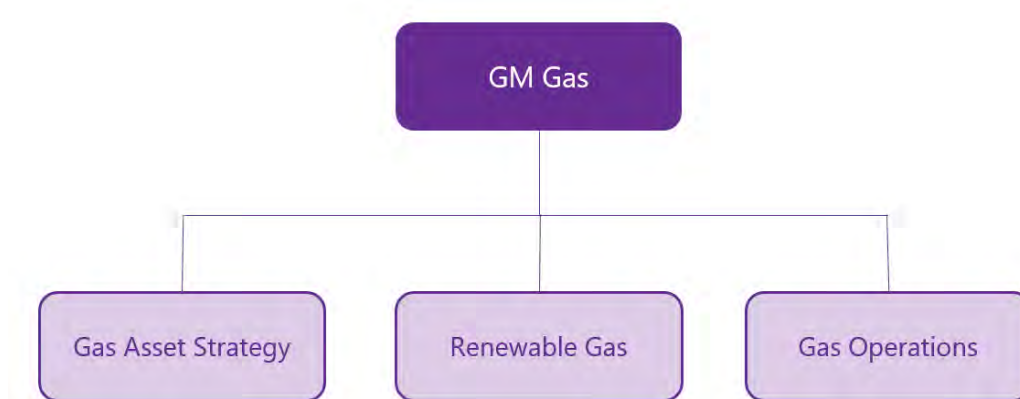 GM Gas
Gas Asset Strategy
Renewable Gas
Gas Operations